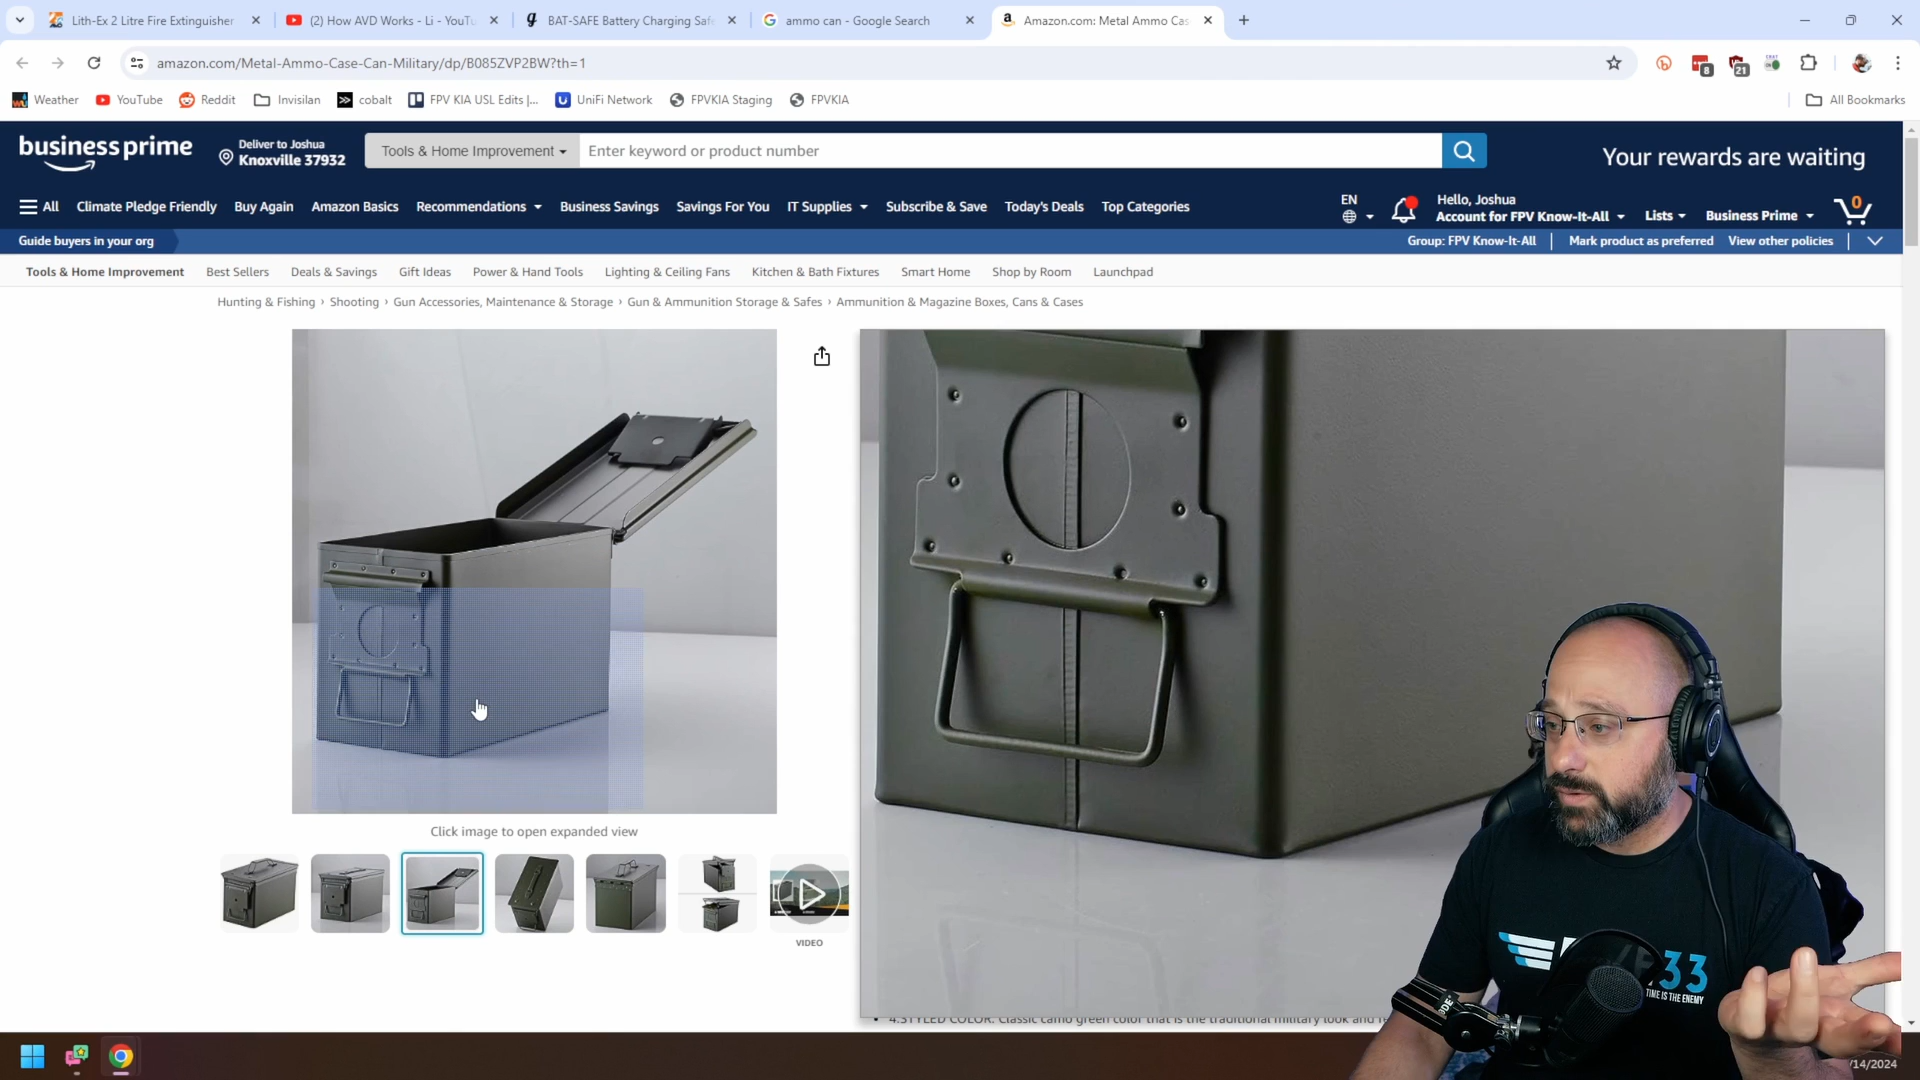 Lith-Ex 2 Litre Fire Extinguisher
(2) How AVD Works - Li - YouTu
BAT-SAFE Battery Charging Safe
ammo can - Google Search
Amazon.com: Metal Ammo Cas
amazon.com/Metal-Ammo-Case-Can-Military/dp/B085ZVP2BW?th=1
8
21
Weather
YouTube
Reddit
Invisilan
cobalt
FPV KIA USL Edits |...
UniFi Network
FPVKIA Staging
FPVKIA
All Bookmarks
business prime
Deliver to Joshua
Knoxville 37932
Tools & Home Improvement
Enter keyword or product number
Your rewards are waiting
All
Climate Pledge Friendly
Buy Again
Amazon Basics
Recommendations
Business Savings
Savings For You
IT Supplies
Subscribe & Save
Today's Deals
Top Categories
EN
Hello, Joshua
Account for FPV Know-It-All
Lists
Business Prime
0
Guide buyers in your org
Group: FPV Know-It-All
Mark product as preferred
View other policies
Tools & Home Improvement
Best Sellers
Deals & Savings
Gift Ideas
Power & Hand Tools
Lighting & Ceiling Fans
Kitchen & Bath Fixtures
Smart Home
Shop by Room
Launchpad
Hunting & Fishing › Shooting › Gun Accessories, Maintenance & Storage › Gun & Ammunition Storage & Safes › Ammunition & Magazine Boxes, Cans & Cases
Click image to open expanded view
VIDEO
4.STYLED COLOR: Classic camo green color that is the traditional military look and
33
TIME IS THE ENEMY
/14/2024